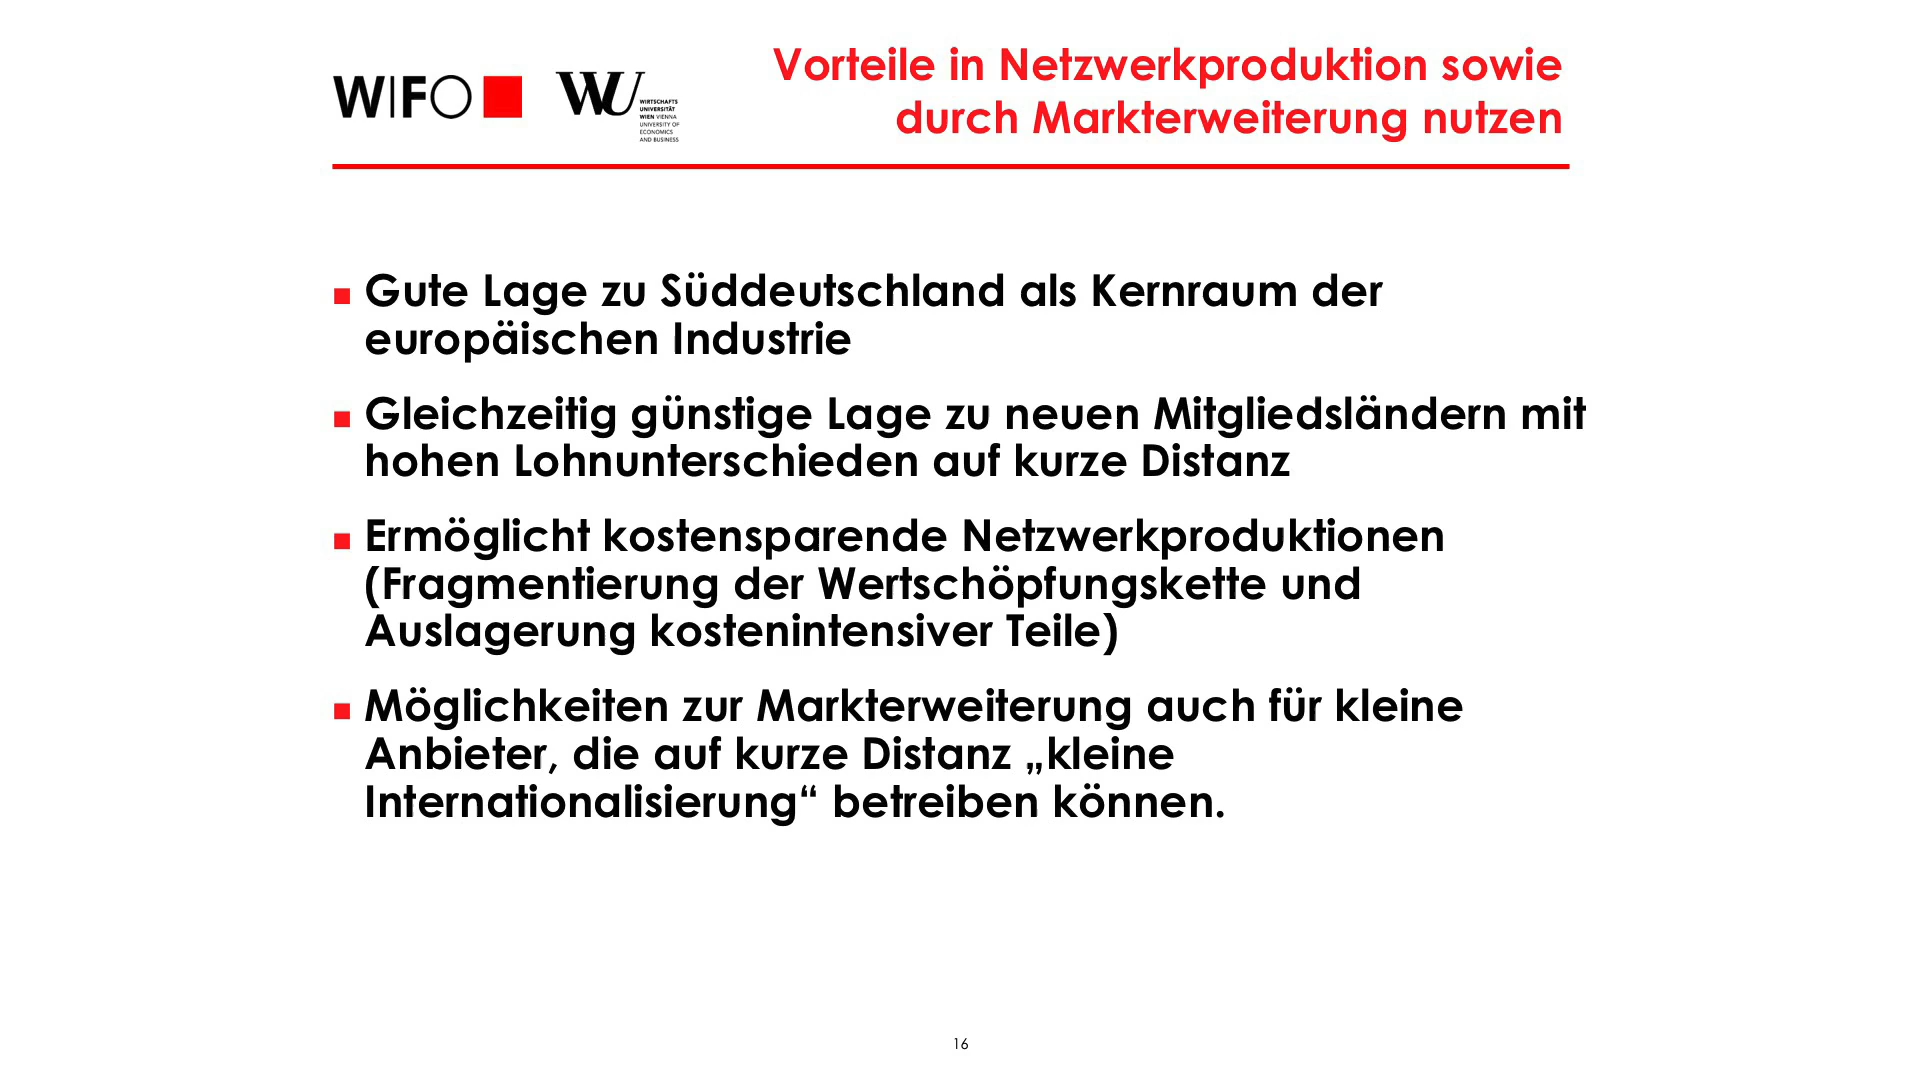 WIFO
WU
WIRTSCHAFTS
UNIVERSITÄT
WIEN VIENNA
UNIVERSITY OF
ECONOMICS
AND BUSINESS
Vorteile in Netzwerkproduktion sowie
durch Markterweiterung nutzen
Gute Lage zu Süddeutschland als Kernraum der
europäischen Industrie
Gleichzeitig günstige Lage zu neuen Mitgliedsländern mit
hohen Lohnunterschieden auf kurze Distanz
Ermöglicht kostensparende Netzwerkproduktionen
(Fragmentierung der Wertschöpfungskette und
Auslagerung kostenintensiver Teile)
Möglichkeiten zur Markterweiterung auch für kleine
Anbieter, die auf kurze Distanz „kleine
Internationalisierung“ betreiben können.
16